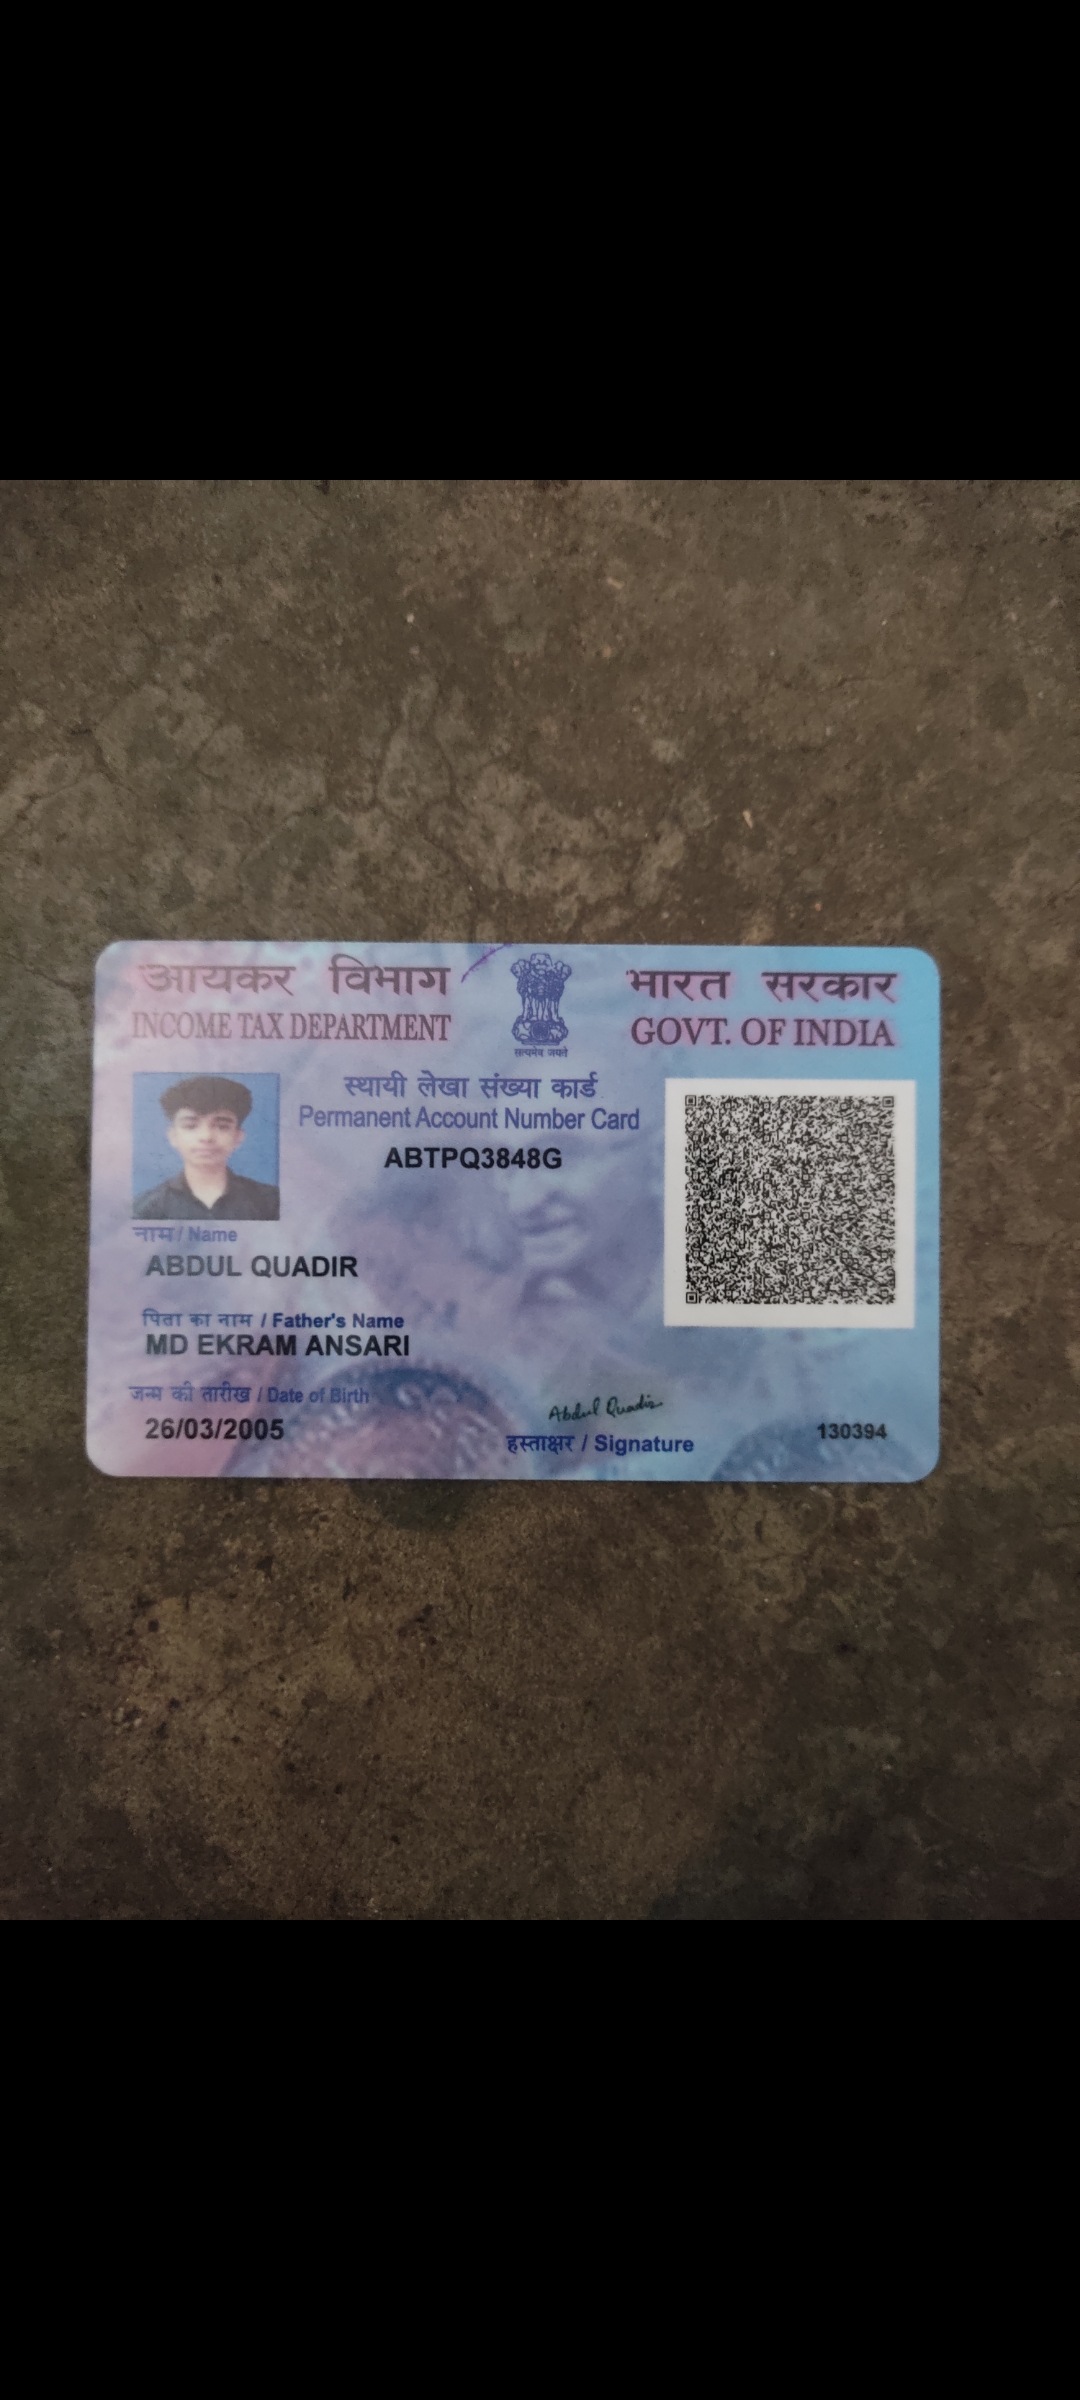 आयकर विभाग
INCOME TAX DEPARTMENT
सत्यमेव जयते
भारत सरकार
GOVT. OF INDIA
स्थायी लेखा संख्या कार्ड
Permanent Account Number Card
ABTPQ3848G
नाम / Name
ABDUL QUADIR
पिता का नाम / Father's Name
MD EKRAM ANSARI
जन्म की तारीख / Date of Birth
26/03/2005
Abdul Quadir
हस्ताक्षर / Signature
130394